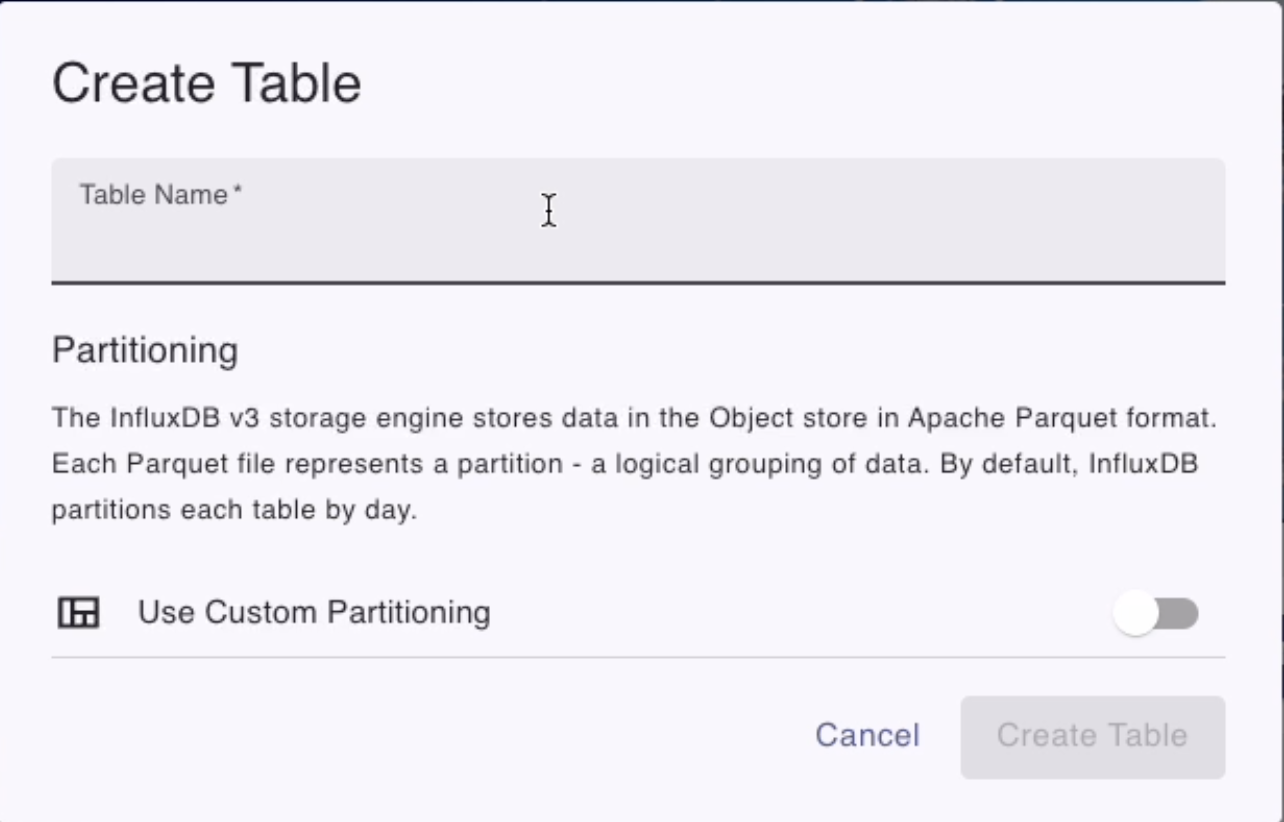 Create Table
Table Name*
Partitioning
The InfluxDB v3 storage engine stores data in the Object store in Apache Parquet format.
Each Parquet file represents a partition - a logical grouping of data. By default, InfluxDB
partitions each table by day.
Use Custom Partitioning
Cancel Create Table